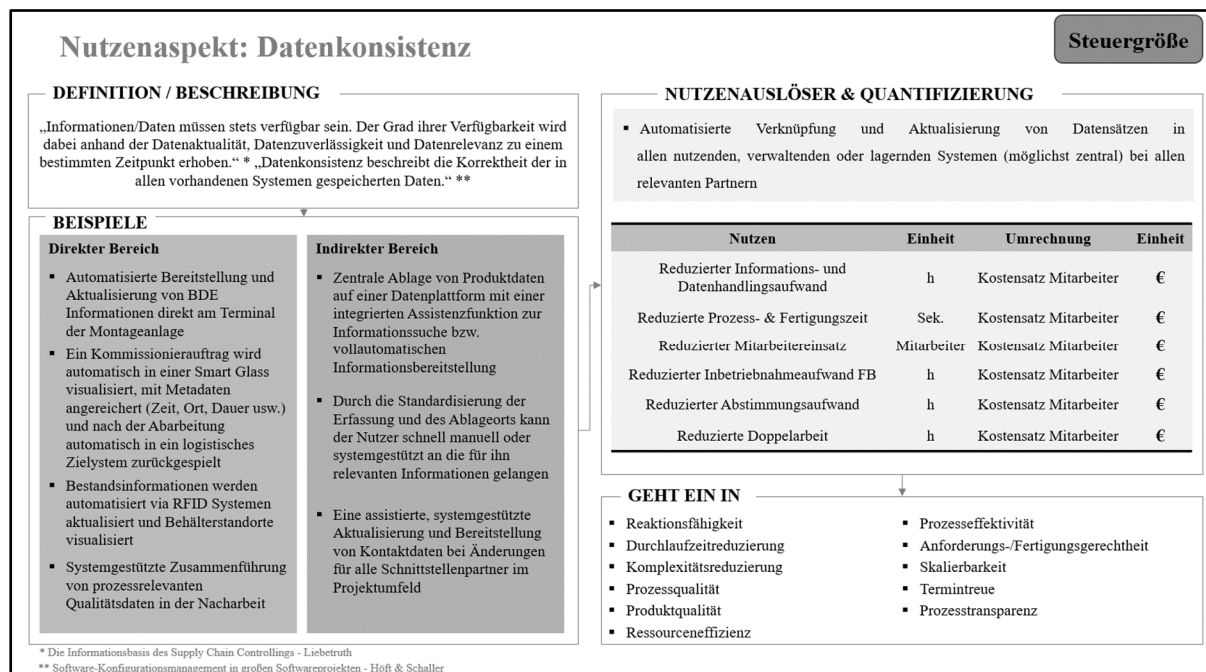 Nutzenaspekt: Datenkonsistenz
Steuergröße
DEFINITION / BESCHREIBUNG
„Informationen/Daten müssen stets verfügbar sein. Der Grad ihrer Verfügbarkeit wird
dabei anhand der Datenaktualität, Datenzuverlässigkeit und Datenrelevanz zu einem
bestimmten Zeitpunkt erhoben.“ * „Datenkonsistenz beschreibt die Korrektheit der in
allen vorhandenen Systemen gespeicherten Daten.“ **
BEISPIELE
Direkter Bereich
▪ Automatisierte Bereitstellung und
Aktualisierung von BDE
Informationen direkt am Terminal
der Montageanlage
▪ Ein Kommissionierauftrag wird
automatisch in einer Smart Glass
visualisiert, mit Metadaten
angereichert (Zeit, Ort, Dauer usw.)
und nach der Abarbeitung
automatisch in ein logistisches
Zielystem zurückgespielt
▪ Bestandsinformationen werden
automatisiert via RFID Systemen
aktualisiert und Behälterstandorte
visualisiert
▪ Systemgestützte Zusammenführung
von prozessrelevanten
Qualitätsdaten in der Nacharbeit
Indirekter Bereich
▪ Zentrale Ablage von Produktdaten
auf einer Datenplattform mit einer
integrierten Assistenzfunktion zur
Informationssuche bzw.
vollautomatischen
Informationsbereitstellung
▪ Durch die Standardisierung der
Erfassung und des Ablageorts kann
der Nutzer schnell manuell oder
systemgestützt an die für ihn
relevanten Informationen gelangen
▪ Eine assistierte, systemgestützte
Aktualisierung und Bereitstellung
von Kontaktdaten bei Änderungen
für alle Schnittstellenpartner im
Projektumfeld
NUTZENAUSLÖSER & QUANTIFIZIERUNG
▪ Automatisierte Verknüpfung und Aktualisierung von Datensätzen in
allen nutzenden, verwaltenden oder lagernden Systemen (möglichst zentral) bei allen
relevanten Partnern
Nutzen Einheit Umrechnung Einheit
Reduzierter Informations- und
Datenhandlingsaufwand h Kostensatz Mitarbeiter €
Reduzierte Prozess- & Fertigungszeit Sek. Kostensatz Mitarbeiter €
Reduzierter Mitarbeitereinsatz Mitarbeiter Kostensatz Mitarbeiter €
Reduzierter Inbetriebnahmeaufwand FB h Kostensatz Mitarbeiter €
Reduzierter Abstimmungsaufwand h Kostensatz Mitarbeiter €
Reduzierte Doppelarbeit h Kostensatz Mitarbeiter €
GEHT EIN IN
▪ Reaktionsfähigkeit
▪ Durchlaufzeitreduzierung
▪ Komplexitätsreduzierung
▪ Prozessqualität
▪ Produktqualität
▪ Ressourceneffizienz
▪ Prozesseffektivität
▪ Anforderungs-/Fertigungsgerechtheit
▪ Skalierbarkeit
▪ Termintreue
▪ Prozesstransparenz
* Die Informationsbasis des Supply Chain Controllings - Liebetruth
** Software-Konfigurationsmanagement in großen Softwareprojekten - Höft & Schaller